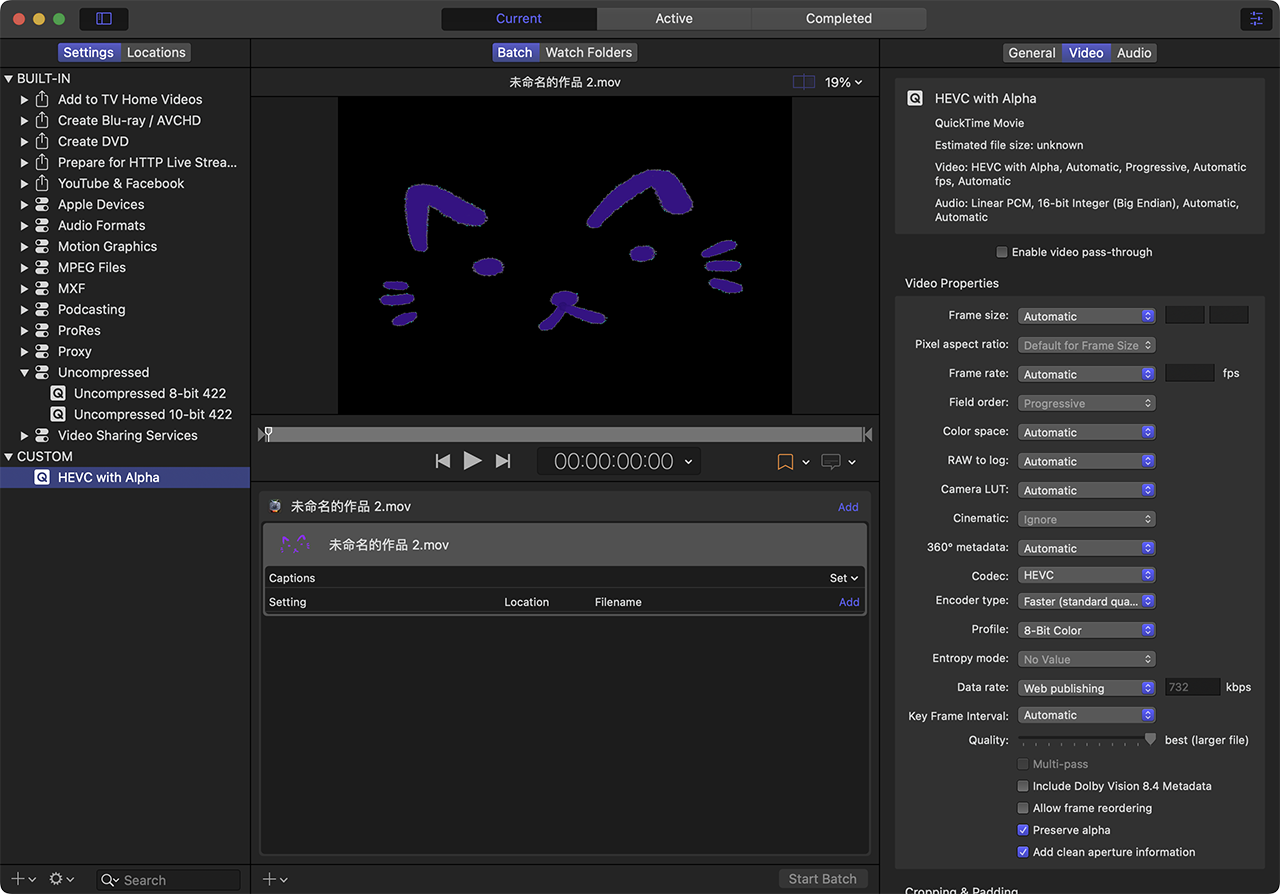 Current
Active
Completed
Settings
Locations
Batch
Watch Folders
General
Video
Audio
BUILT-IN
Add to TV Home Videos
Create Blu-ray / AVCHD
Create DVD
Prepare for HTTP Live Strea...
YouTube & Facebook
Apple Devices
Audio Formats
Motion Graphics
MPEG Files
MXF
Podcasting
ProRes
Proxy
Uncompressed
Uncompressed 8-bit 422
Uncompressed 10-bit 422
Video Sharing Services
CUSTOM
HEVC with Alpha
Search
未命名的作品 2.mov
19%
00:00:00:00
未命名的作品 2.mov
Add
未命名的作品 2.mov
Captions
Set
Setting
Location
Filename
Add
Start Batch
HEVC with Alpha
QuickTime Movie
Estimated file size: unknown
Video: HEVC with Alpha, Automatic, Progressive, Automatic
fps, Automatic
Audio: Linear PCM, 16-bit Integer (Big Endian), Automatic,
Automatic
Enable video pass-through
Video Properties
Frame size: Automatic
Pixel aspect ratio: Default for Frame Size
Frame rate: Automatic fps
Field order: Progressive
Color space: Automatic
RAW to log: Automatic
Camera LUT: Automatic
Cinematic: Ignore
360° metadata: Automatic
Codec: HEVC
Encoder type: Faster (standard qua...
Profile: 8-Bit Color
Entropy mode: No Value
Data rate: Web publishing 732 kbps
Key Frame Interval: Automatic
Quality: best (larger file)
Multi-pass
Include Dolby Vision 8.4 Metadata
Allow frame reordering
Preserve alpha
Add clean aperture information
Cropping & Padding